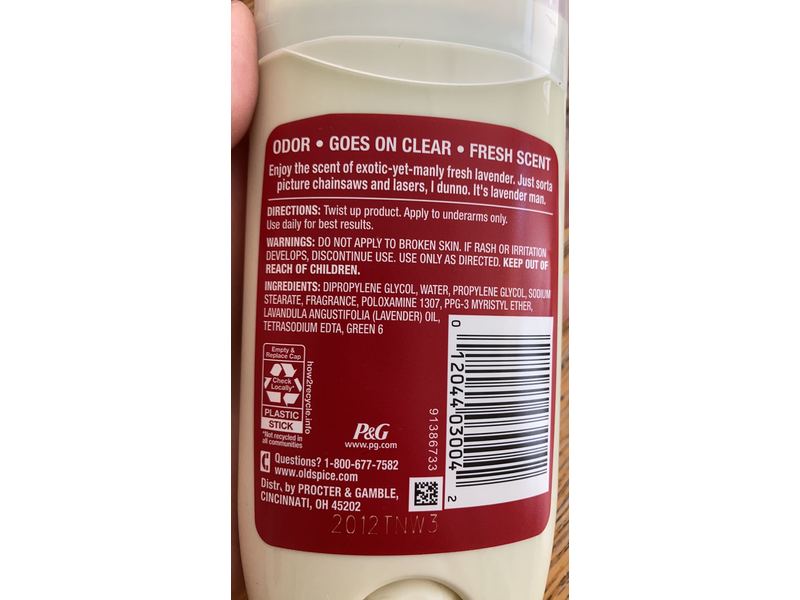 ODOR • GOES ON CLEAR • FRESH SCENT
Enjoy the scent of exotic-yet-manly fresh lavender. Just sorta
picture chainsaws and lasers, I dunno. It's lavender man.
DIRECTIONS: Twist up product. Apply to underarms only.
Use daily for best results.
WARNINGS: DO NOT APPLY TO BROKEN SKIN. IF RASH OR IRRITATION
DEVELOPS, DISCONTINUE USE. USE ONLY AS DIRECTED. KEEP OUT OF
REACH OF CHILDREN.
INGREDIENTS: DIPROPYLENE GLYCOL, WATER, PROPYLENE GLYCOL, SODIUM
STEARATE, FRAGRANCE, POLOXAMINE 1307, PPG-3 MYRISTYL ETHER,
LAVANDULA ANGUSTIFOLIA (LAVENDER) OIL,
TETRASODIUM EDTA, GREEN 6
Empty &
Replace Cap
Check
Locally*
PLASTIC
STICK
*Not recycled in
all communities
how2recycle.info
P&G
www.pg.com
91386733
0 12044 03004 2
Questions? 1-800-677-7582
www.oldspice.com
Distr. by PROCTER & GAMBLE,
CINCINNATI, OH 45202
2012TNW3